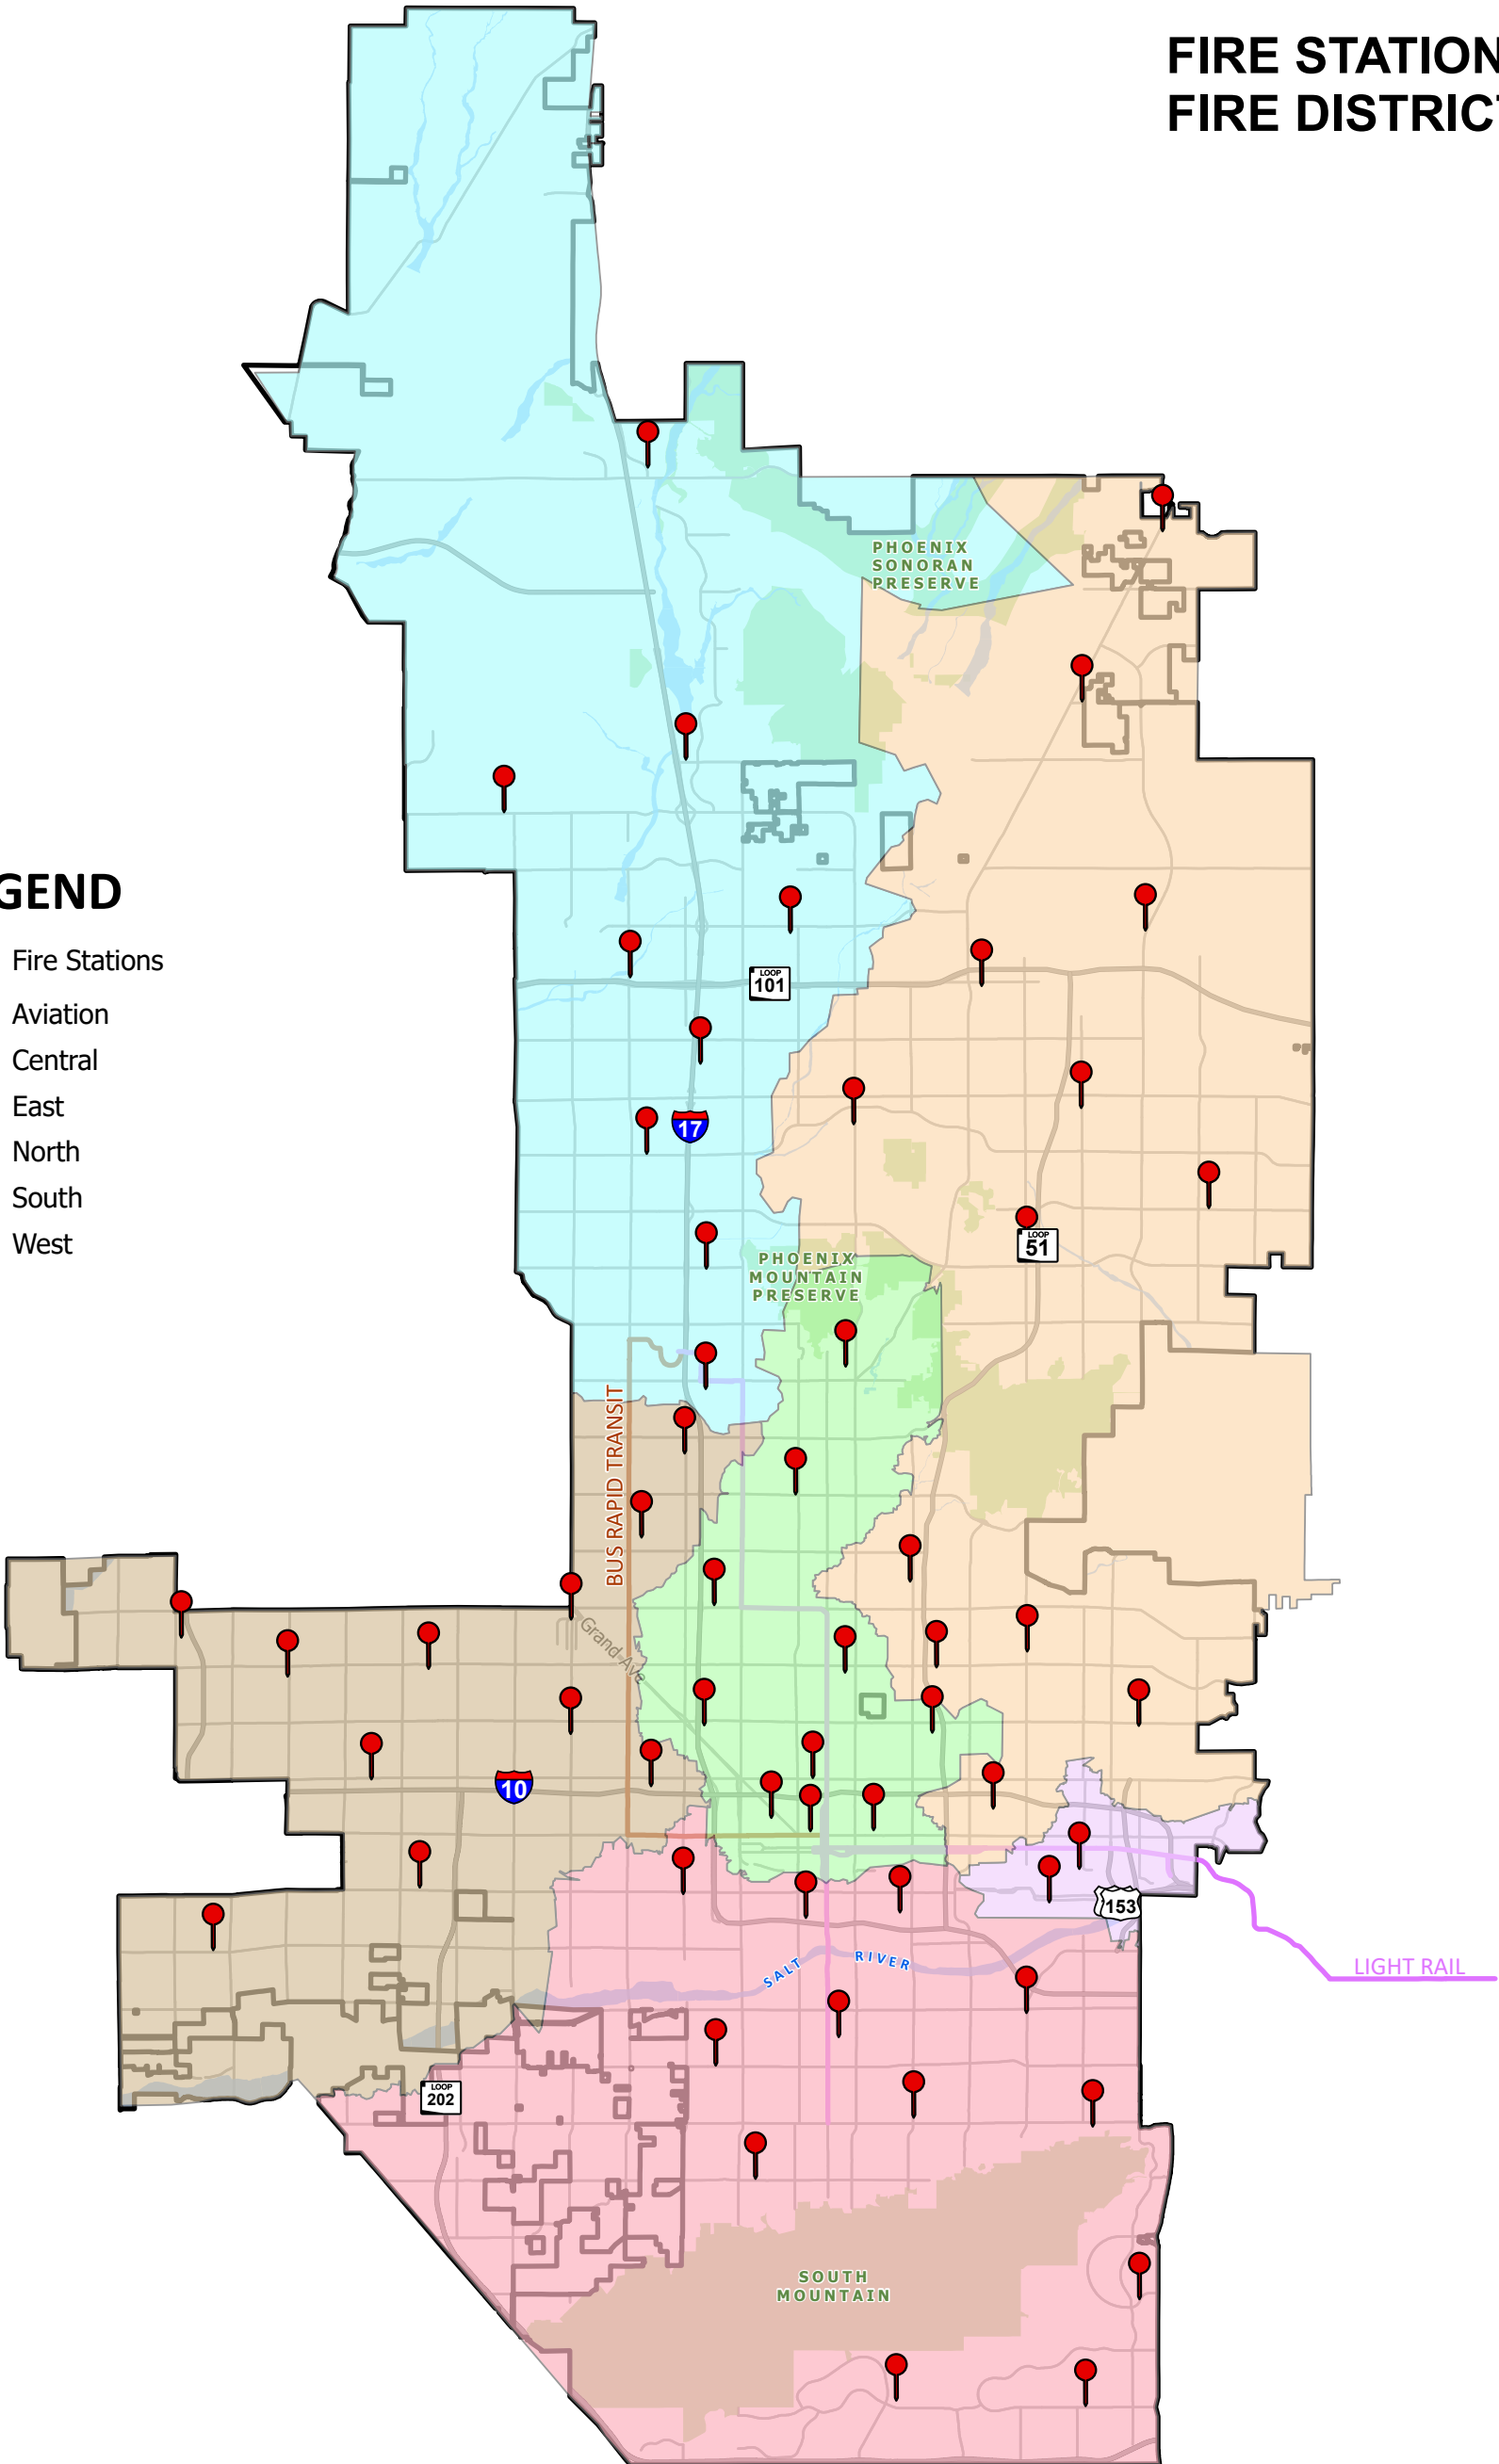 FIRE STATION
FIRE DISTRICT
PHOENIX
SONORAN
PRESERVE
GEND
Fire Stations
Aviation
Central
East
North
South
West
LOOP
101
17
LOOP
51
PHOENIX
MOUNTAIN
PRESERVE
BUS RAPID TRANSIT
Grand Ave
10
153
LIGHT RAIL
SALT RIVER
LOOP
202
SOUTH
MOUNTAIN